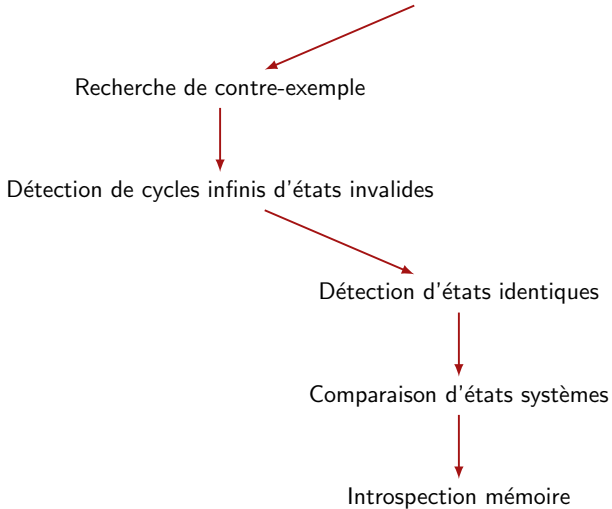 Recherche de contre-exemple
Détection de cycles infinis d'états invalides
Détection d'états identiques
Comparaison d'états systèmes
Introspection mémoire